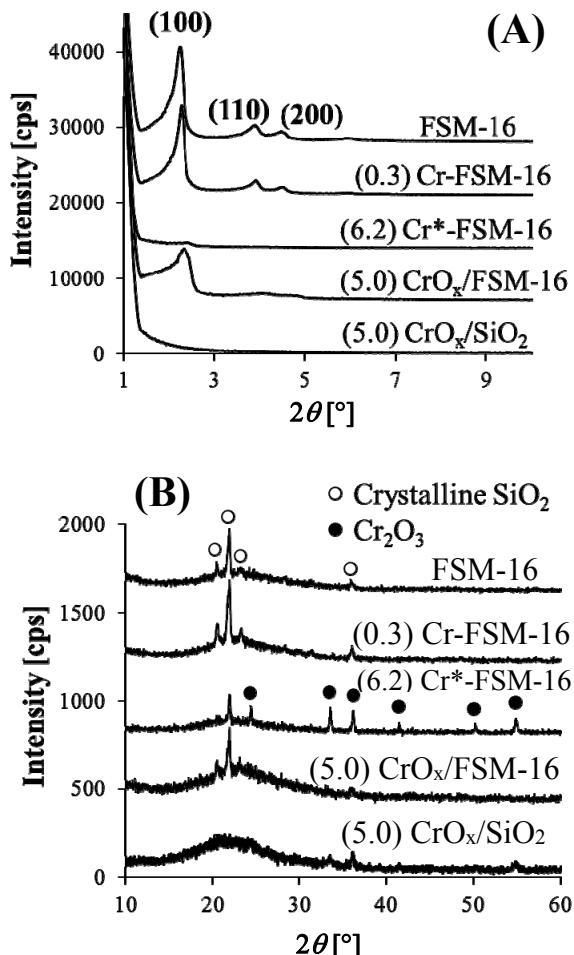 (A)
(100)
(110)
(200)
40000
30000
20000
10000
0
Intensity [cps]
FSM-16
(0.3) Cr-FSM-16
(6.2) Cr*-FSM-16
(5.0) CrOₓ/FSM-16
(5.0) CrOₓ/SiO₂
1 3 5 7 9
2θ [°]
(B)
○ Crystalline SiO₂
● Cr₂O₃
2000
1500
1000
500
0
Intensity [cps]
FSM-16
(0.3) Cr-FSM-16
(6.2) Cr*-FSM-16
(5.0) CrOₓ/FSM-16
(5.0) CrOₓ/SiO₂
10 20 30 40 50 60
2θ [°]